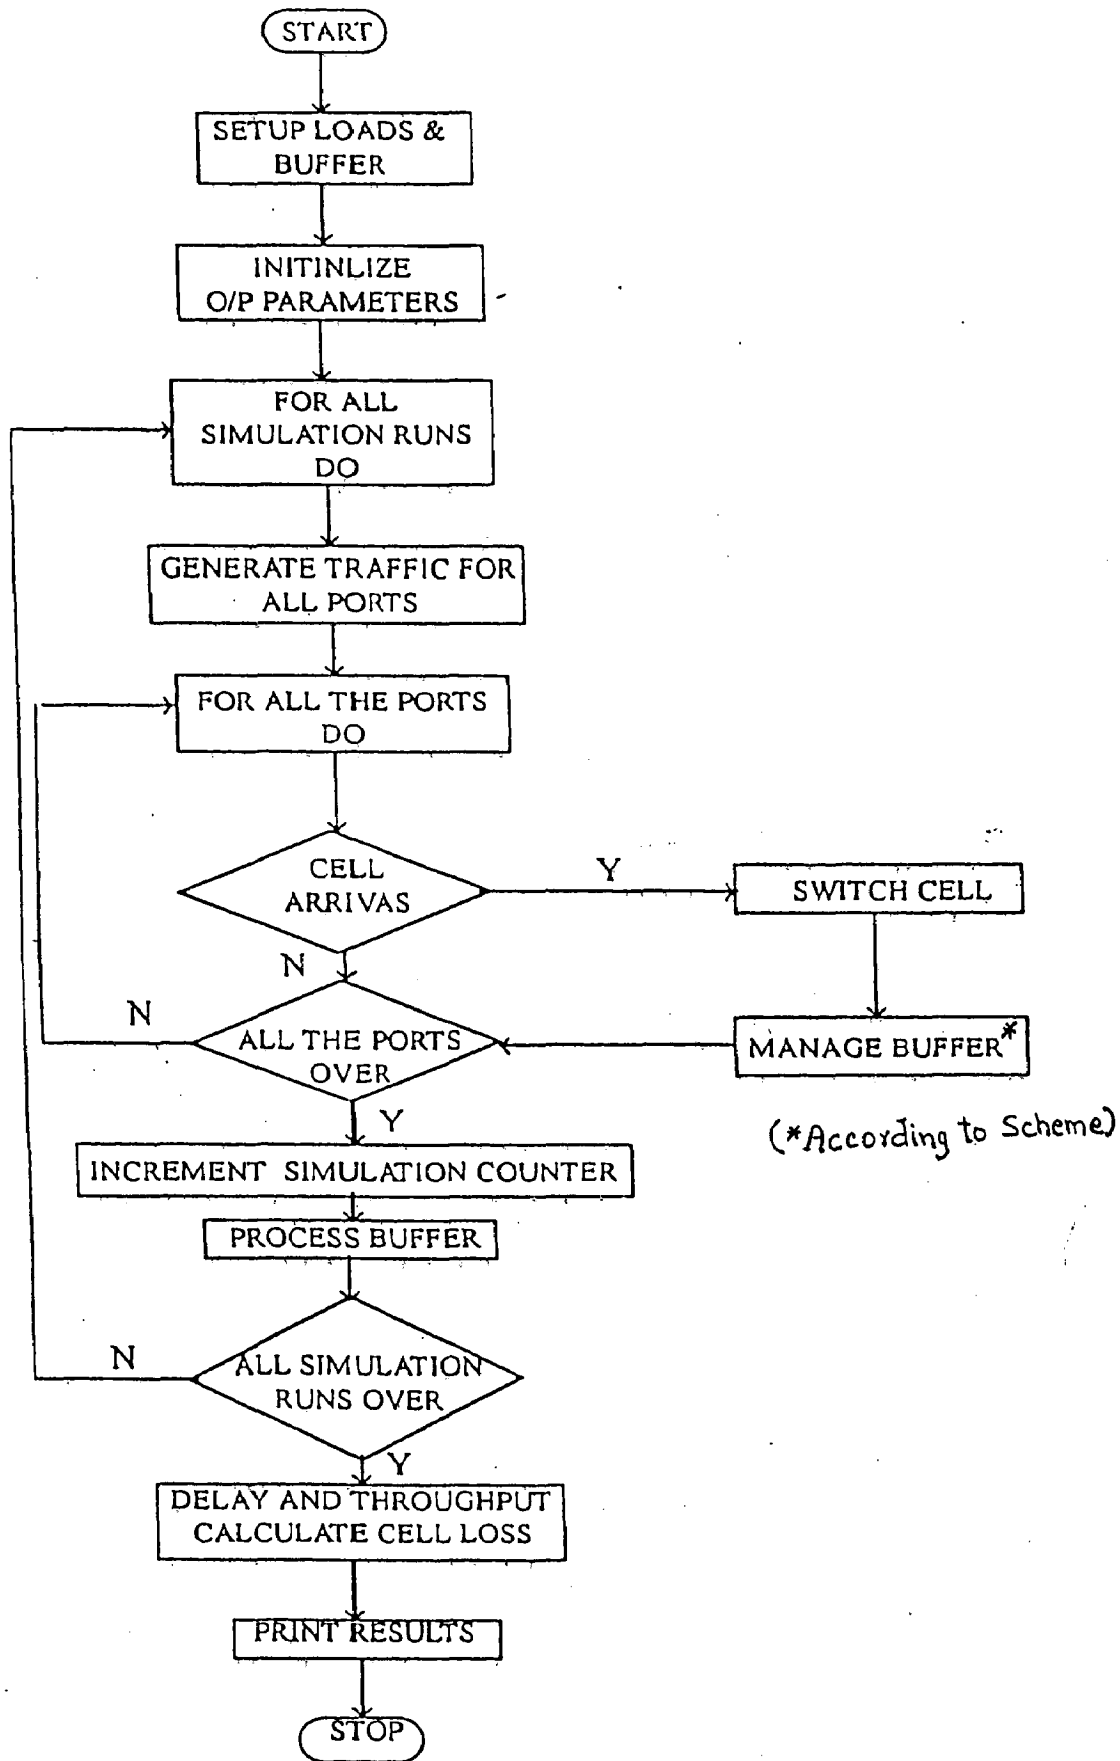 START
SETUP LOADS &
BUFFER
INITINLIZE
O/P PARAMETERS
FOR ALL
SIMULATION RUNS
DO
GENERATE TRAFFIC FOR
ALL PORTS
FOR ALL THE PORTS
DO
CELL
ARRIVAS
Y
SWITCH CELL
N
N
ALL THE PORTS
OVER
MANAGE BUFFER*
(*According to Scheme)
Y
INCREMENT SIMULATION COUNTER
PROCESS BUFFER
N
ALL SIMULATION
RUNS OVER
Y
DELAY AND THROUGHPUT
CALCULATE CELL LOSS
PRINT RESULTS
STOP